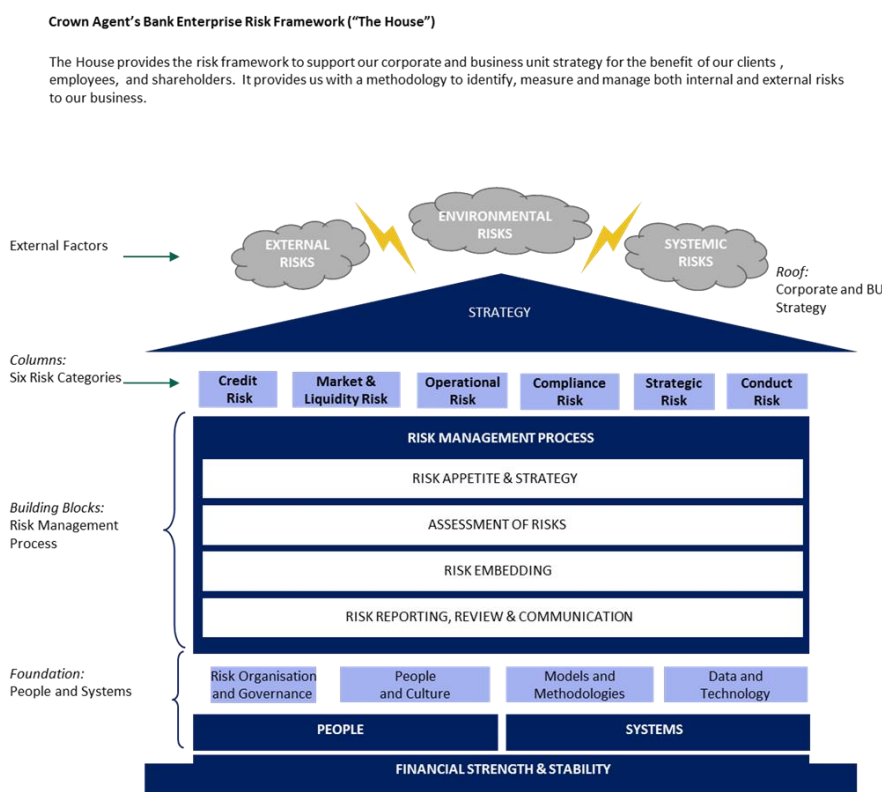 Crown Agent's Bank Enterprise Risk Framework ("The House")
The House provides the risk framework to support our corporate and business unit strategy for the benefit of our clients ,
employees, and shareholders. It provides us with a methodology to identify, measure and manage both internal and external risks
to our business.
ENVIRONMENTAL
RISKS
External Factors
EXTERNAL
RISKS
SYSTEMIC
RISKS
Roof:
Corporate and BU
Strategy
STRATEGY
Columns:
Six Risk Categories
Credit
Risk
Market &
Liquidity Risk
Operational
Risk
Compliance
Risk
Strategic
Risk
Conduct
Risk
RISK MANAGEMENT PROCESS
RISK APPETITE & STRATEGY
Building Blocks:
Risk Management
Process
ASSESSMENT OF RISKS
RISK EMBEDDING
RISK REPORTING, REVIEW & COMMUNICATION
Foundation:
People and Systems
Risk Organisation
and Governance
People
and Culture
Models and
Methodologies
Data and
Technology
PEOPLE
SYSTEMS
FINANCIAL STRENGTH & STABILITY